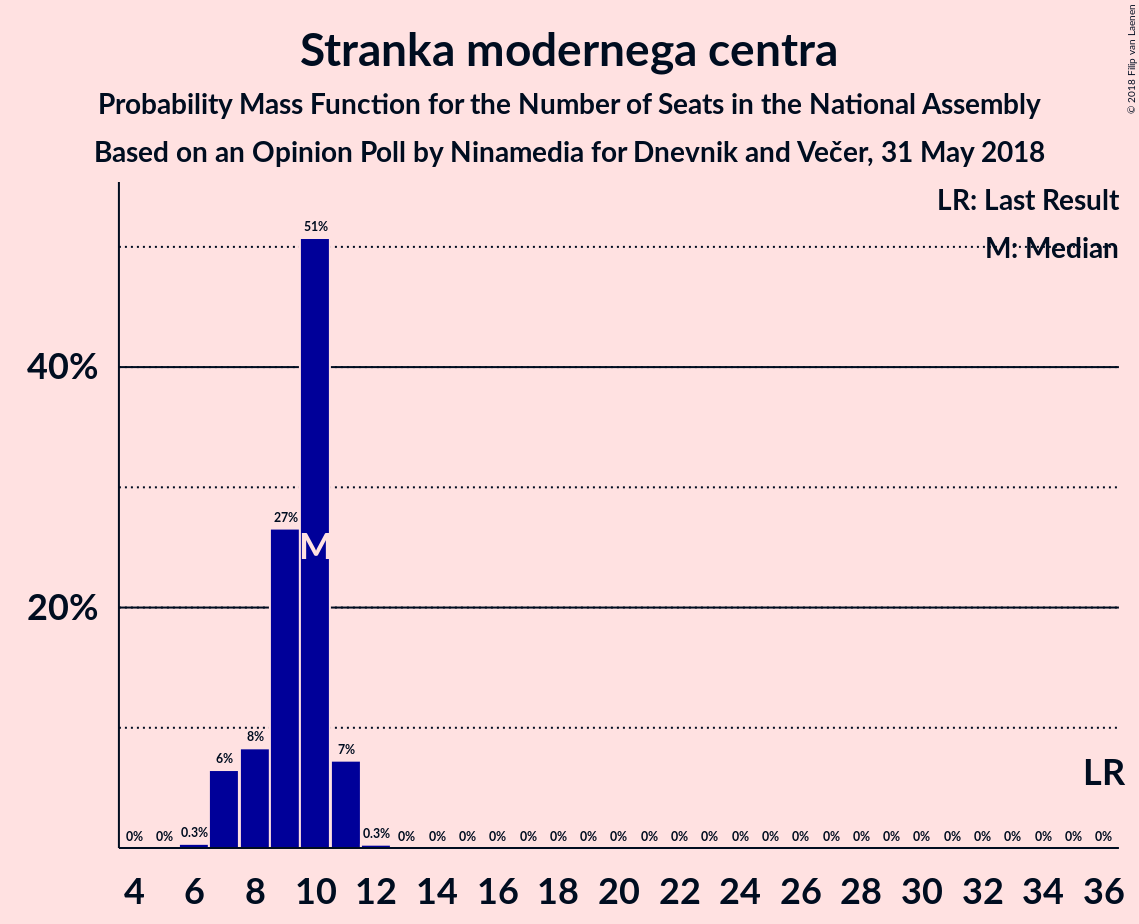 Stranka modernega centra
Probability Mass Function for the Number of Seats in the National Assembly
Based on an Opinion Poll by Ninamedia for Dnevnik and Večer, 31 May 2018
© 2018 Filip van Laenen
LR: Last Result
M: Median
40%
20%
0% 0% 0.3% 6% 8% 27% 51% 7% 0.3% 0% 0% 0% 0% 0% 0% 0% 0% 0% 0% 0% 0% 0% 0% 0% 0% 0% 0% 0% 0% 0% 0% 0% 0%
M
LR
4 6 8 10 12 14 16 18 20 22 24 26 28 30 32 34 36